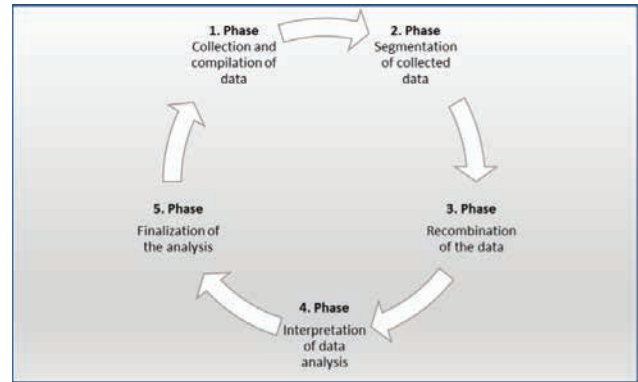 1. Phase
Collection and
compilation of
data
2. Phase
Segmentation
of collected
data
3. Phase
Recombination
of the data
4. Phase
Interpretation
of data
analysis
5. Phase
Finalization of
the analysis